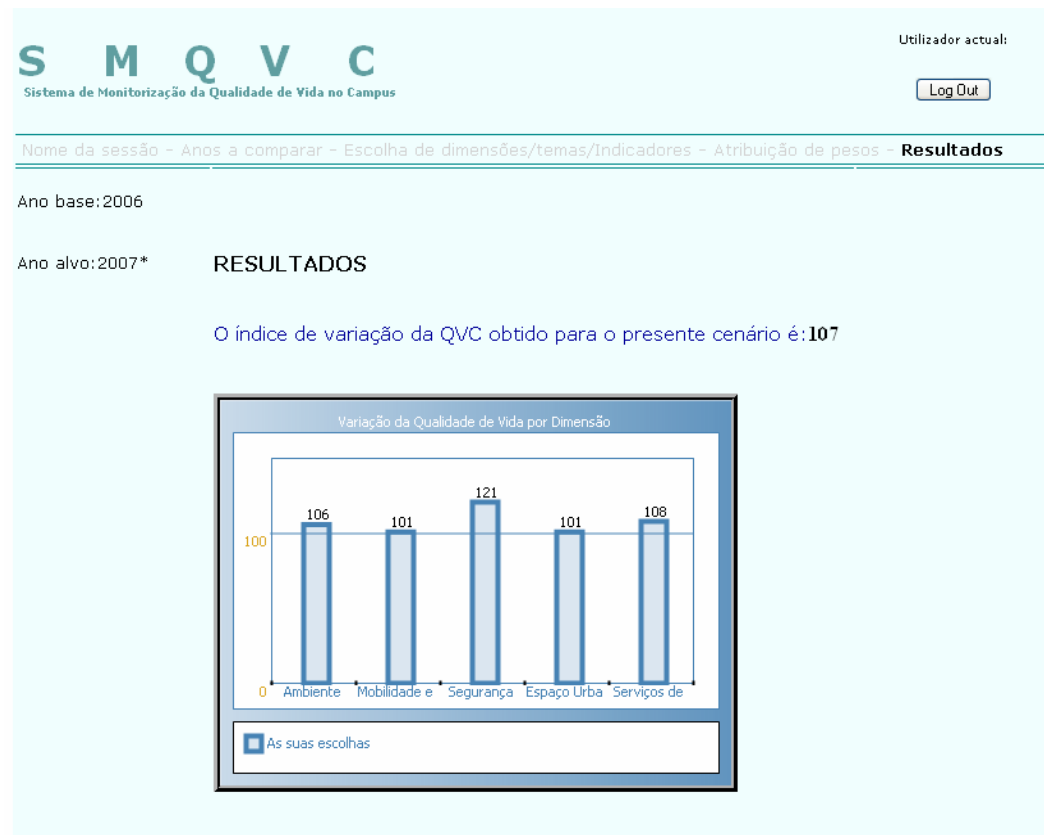 Utilizador actual:
S M Q V C
Sistema de Monitorização da Qualidade de Vida no Campus
Log Out
Nome da sessão - Anos a comparar - Escolha de dimensões/temas/Indicadores - Atribuição de pesos - Resultados
Ano base:2006
Ano alvo:2007*
RESULTADOS
O índice de variação da QVC obtido para o presente cenário é:107
Variação da Qualidade de Vida por Dimensão
121
106 101 101 108
100
0 Ambiente Mobilidade e Segurança Espaço Urba Serviços de
As suas escolhas